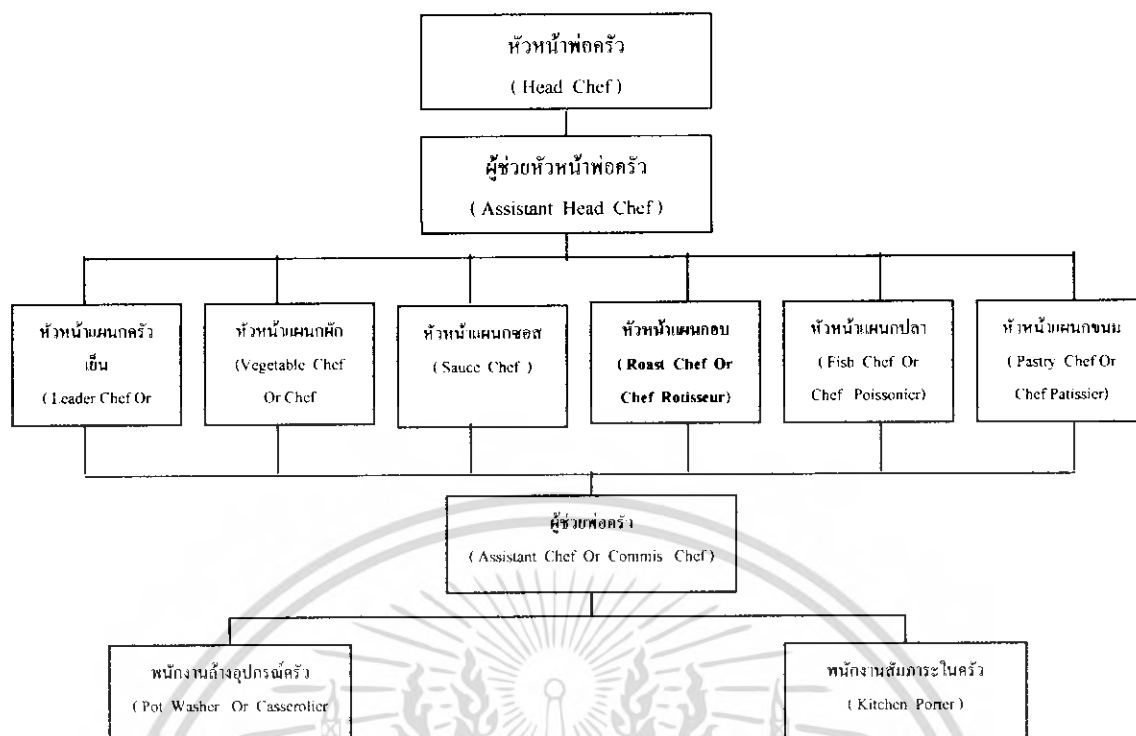 หัวหน้าพ่อครัว
( Head Chef )
ผู้ช่วยหัวหน้าพ่อครัว
( Assistant Head Chef )
หัวหน้าแผนกครัว
เย็น
( Leader Chef Or
หัวหน้าแผนกผัก
(Vegetable Chef
Or Chef
หัวหน้าแผนกซอส
( Sauce Chef )
หัวหน้าแผนกอบ
( Roast Chef Or
Chef Rotisseur)
หัวหน้าแผนกปลา
( Fish Chef Or
Chef Poissonier)
หัวหน้าแผนกขนม
( Pastry Chef Or
Chef Patissier)
ผู้ช่วยพ่อครัว
( Assistant Chef Or Commis Chef )
พนักงานล้างอุปกรณ์ครัว
( Pot Washer Or Casserolier
พนักงานสัมภาระในครัว
( Kitchen Porter )